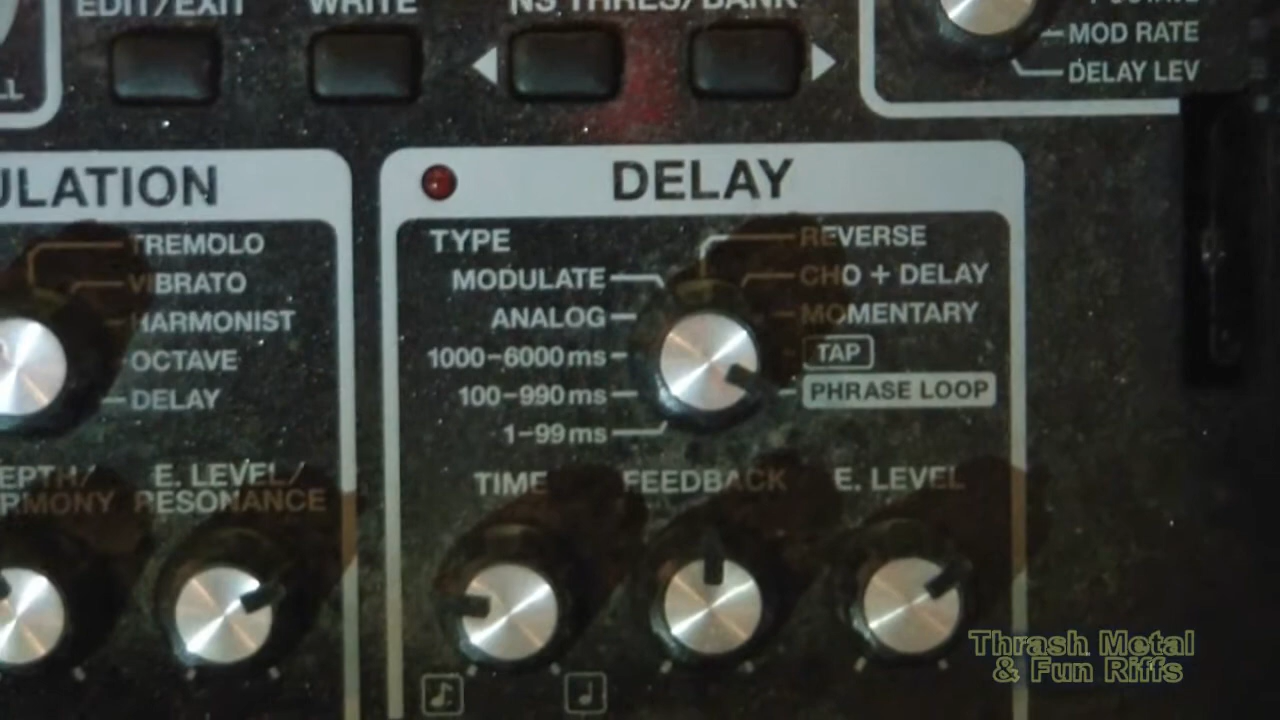 EDIT/EXIT
WRITE
NS THRES/BANK
MOD RATE
DELAY LEV
ULATION
TREMOLO
VIBRATO
HARMONIST
OCTAVE
DELAY
EPTH/
RMONY
E. LEVEL/
RESONANCE
DELAY
TYPE
MODULATE
ANALOG
1000-6000 ms
100-990 ms
1-99 ms
REVERSE
CHO + DELAY
MOMENTARY
TAP
PHRASE LOOP
TIME
FEEDBACK
E. LEVEL
Thrash Metal
& Fun Riffs